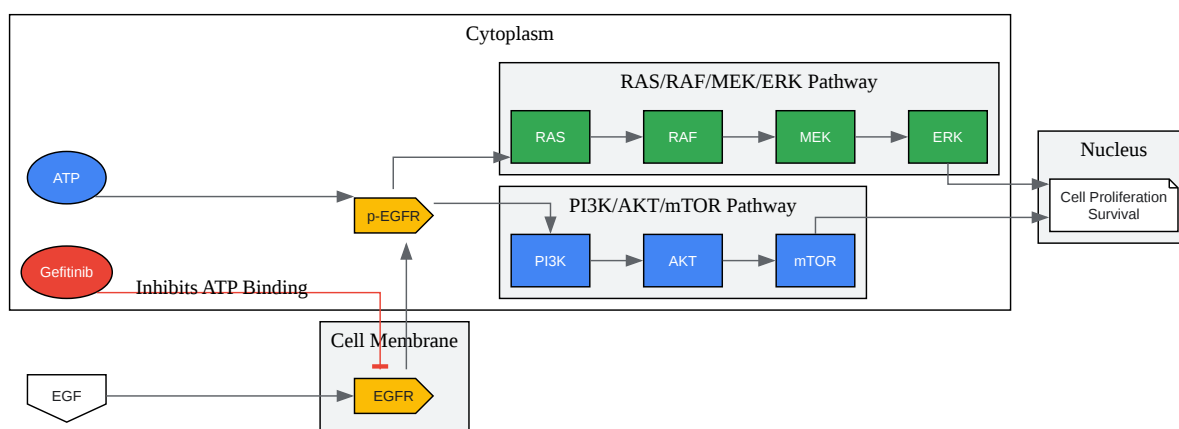 Cytoplasm
RAS/RAF/MEK/ERK Pathway
RAS
RAF
MEK
ERK
Nucleus
Cell Proliferation
Survival
ATP
p-EGFR
PI3K/AKT/mTOR Pathway
PI3K
AKT
mTOR
Gefitinib
Inhibits ATP Binding
Cell Membrane
EGF
EGFR